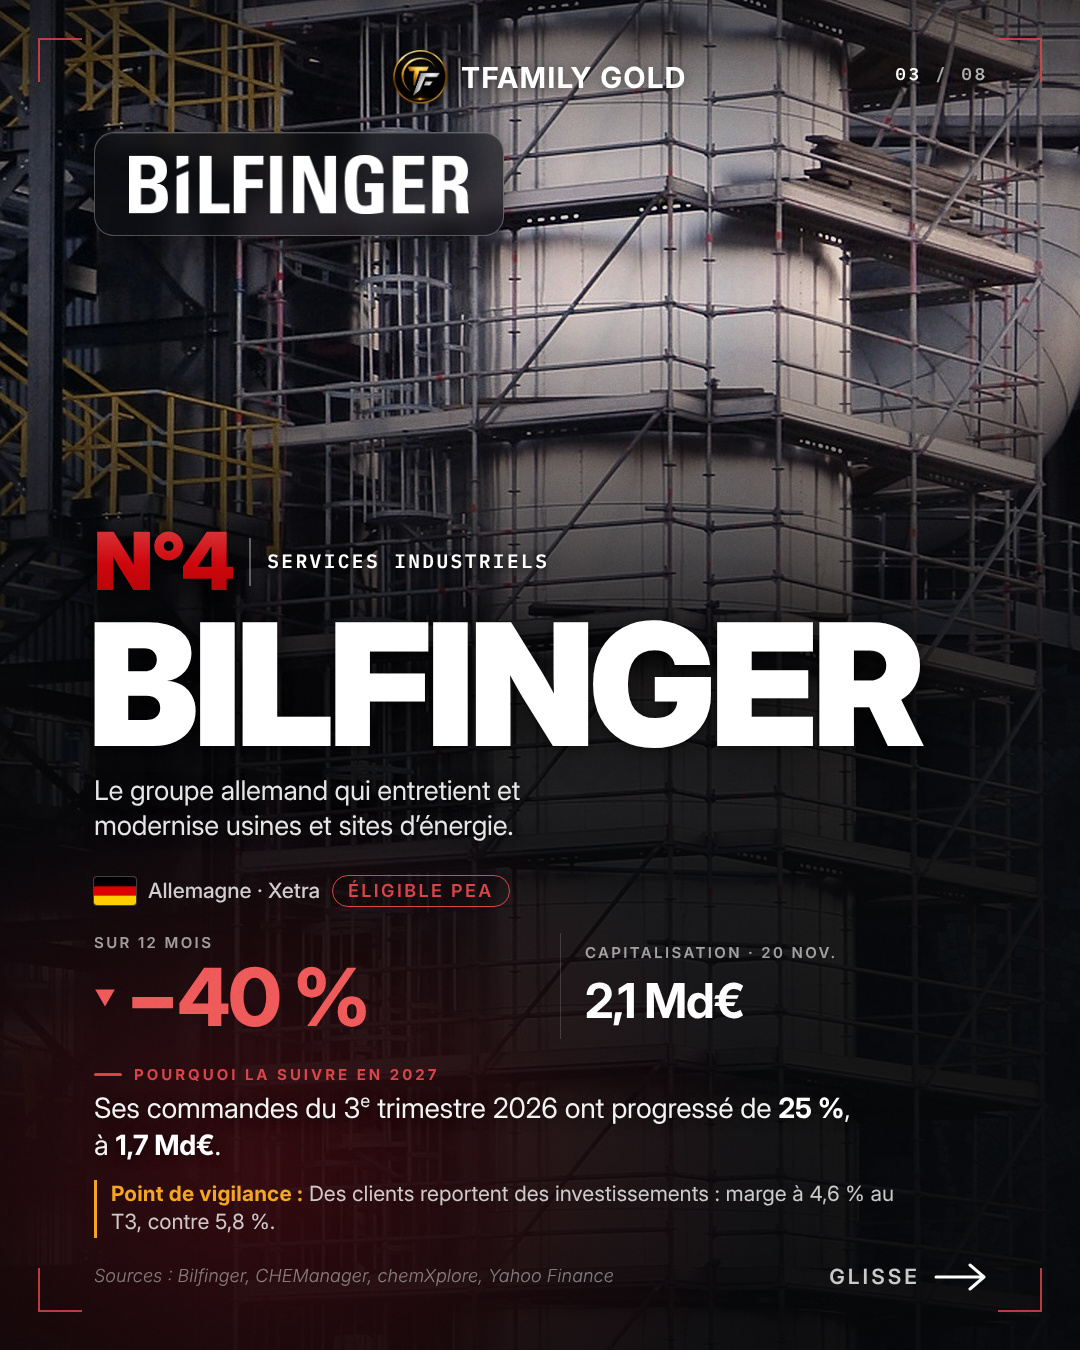 TF TFAMILY GOLD
03 / 08
BiLFINGER
N°4
SERVICES INDUSTRIELS
BILFINGER
Le groupe allemand qui entretient et
modernise usines et sites d’énergie.
Allemagne · Xetra
ÉLIGIBLE PEA
SUR 12 MOIS
▼ −40 %
CAPITALISATION · 20 NOV.
2,1 Md€
POURQUOI LA SUIVRE EN 2027
Ses commandes du 3e trimestre 2026 ont progressé de 25 %,
à 1,7 Md€.
Point de vigilance : Des clients reportent des investissements : marge à 4,6 % au
T3, contre 5,8 %.
Sources : Bilfinger, CHEManager, chemXplore, Yahoo Finance
GLISSE →